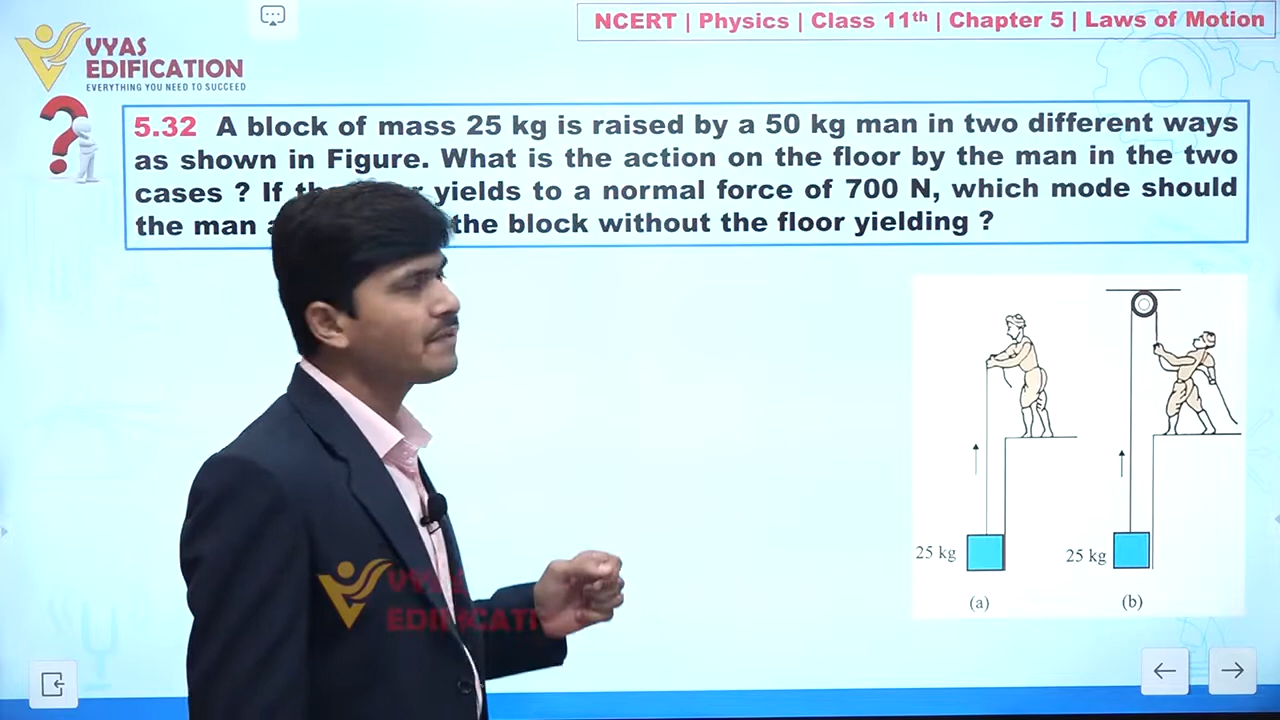 NCERT | Physics | Class 11th | Chapter 5 | Laws of Motion
VYAS
EDIFICATION
EVERYTHING YOU NEED TO SUCCEED
5.32 A block of mass 25 kg is raised by a 50 kg man in two different ways
as shown in Figure. What is the action on the floor by the man in the two
cases ? If yields to a normal force of 700 N, which mode should
the man the block without the floor yielding ?
25 kg
(a)
25 kg
(b)
VYAS